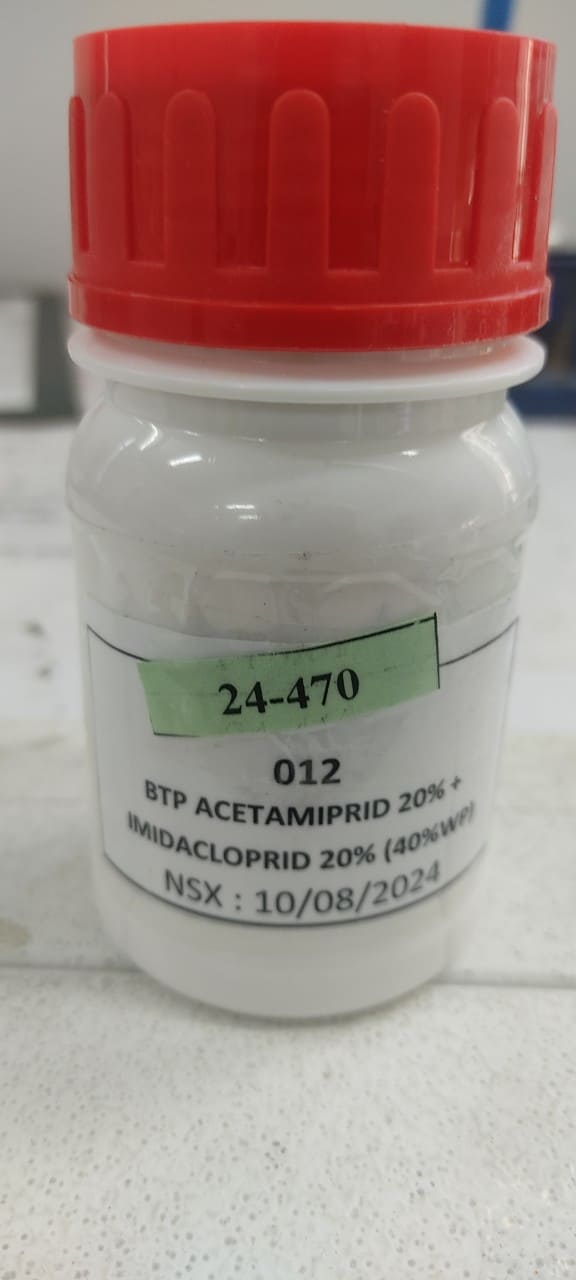 24-470
012
BTP ACETAMIPRID 20% +
IMIDACLOPRID 20% (40%WP)
NSX : 10/08/2024